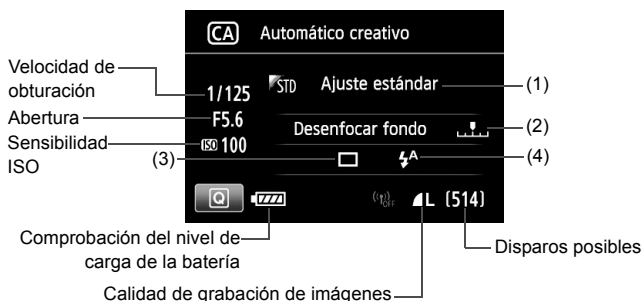 CA Automático creativo
Velocidad de
obturación
1/125
STD Ajuste estándar
(1)
Abertura
F5.6
Desenfocar fondo
(2)
Sensibilidad
ISO
ISO 100
(3)
A
(4)
Q
OFF
L [514]
Comprobación del nivel de
carga de la batería
Disparos posibles
Calidad de grabación de imágenes